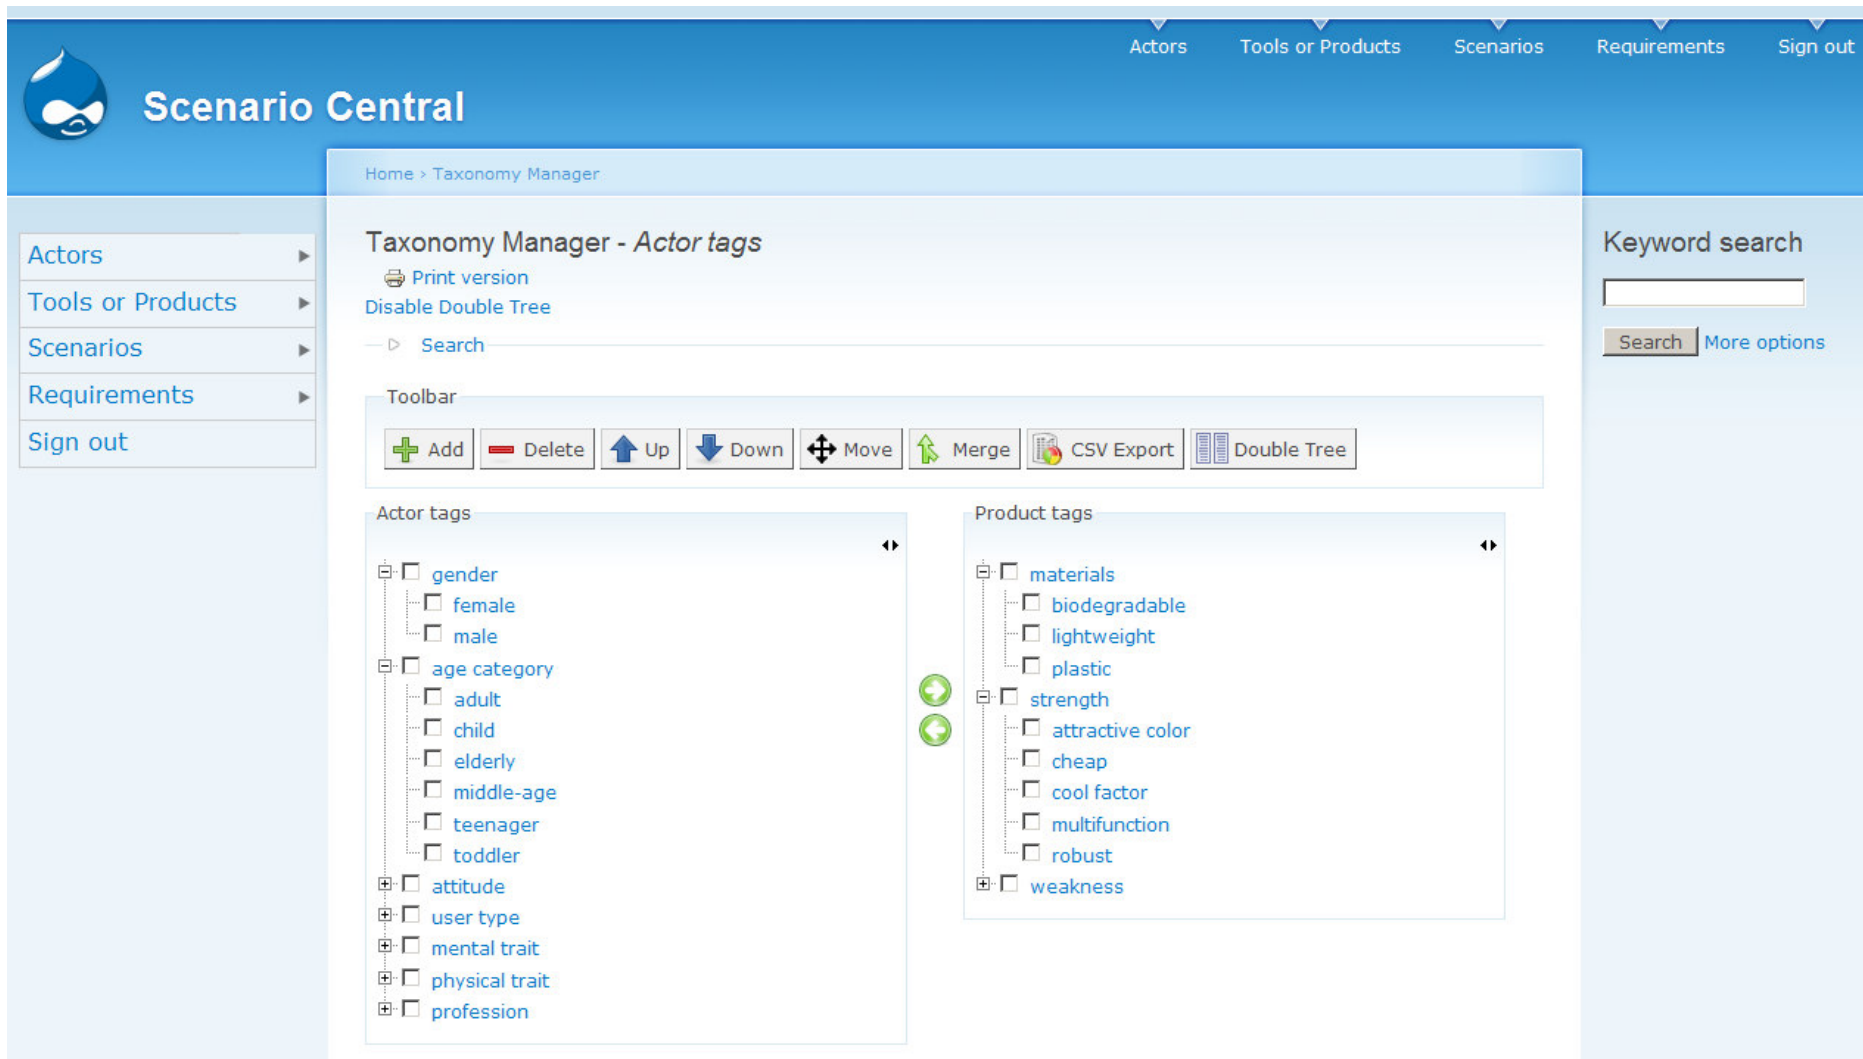 Actors Tools or Products Scenarios Requirements Sign out
Scenario Central
Home › Taxonomy Manager
Actors
Tools or Products
Scenarios
Requirements
Sign out
Taxonomy Manager - Actor tags
Print version
Disable Double Tree
Search
Toolbar
Add Delete Up Down Move Merge CSV Export Double Tree
Actor tags
gender
female
male
age category
adult
child
elderly
middle-age
teenager
toddler
attitude
user type
mental trait
physical trait
profession
Product tags
materials
biodegradable
lightweight
plastic
strength
attractive color
cheap
cool factor
multifunction
robust
weakness
Keyword search
Search More options